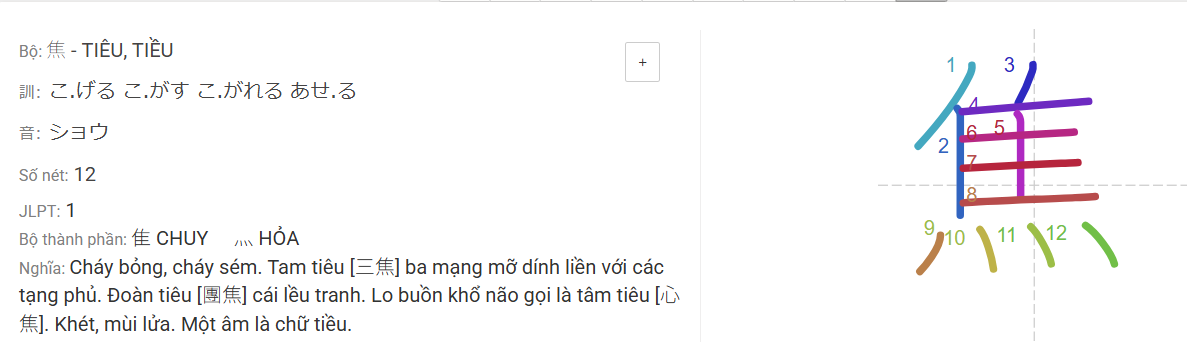 Bộ: 焦 - TIÊU, TIỀU
+
訓: こ.げる こ.がす こ.がれる あせ.る
音: ショウ
Số nét: 12
JLPT: 1
Bộ thành phần: 隹 CHUY 灬 HỎA
Nghĩa: Cháy bỏng, cháy sém. Tam tiêu [三焦] ba mạng mỡ dính liền với các
tạng phủ. Đoàn tiêu [團焦] cái lều tranh. Lo buồn khổ não gọi là tâm tiêu [心
焦]. Khét, mùi lửa. Một âm là chữ tiều.
1 3
4
6 5
2
7
8
9 10 11 12